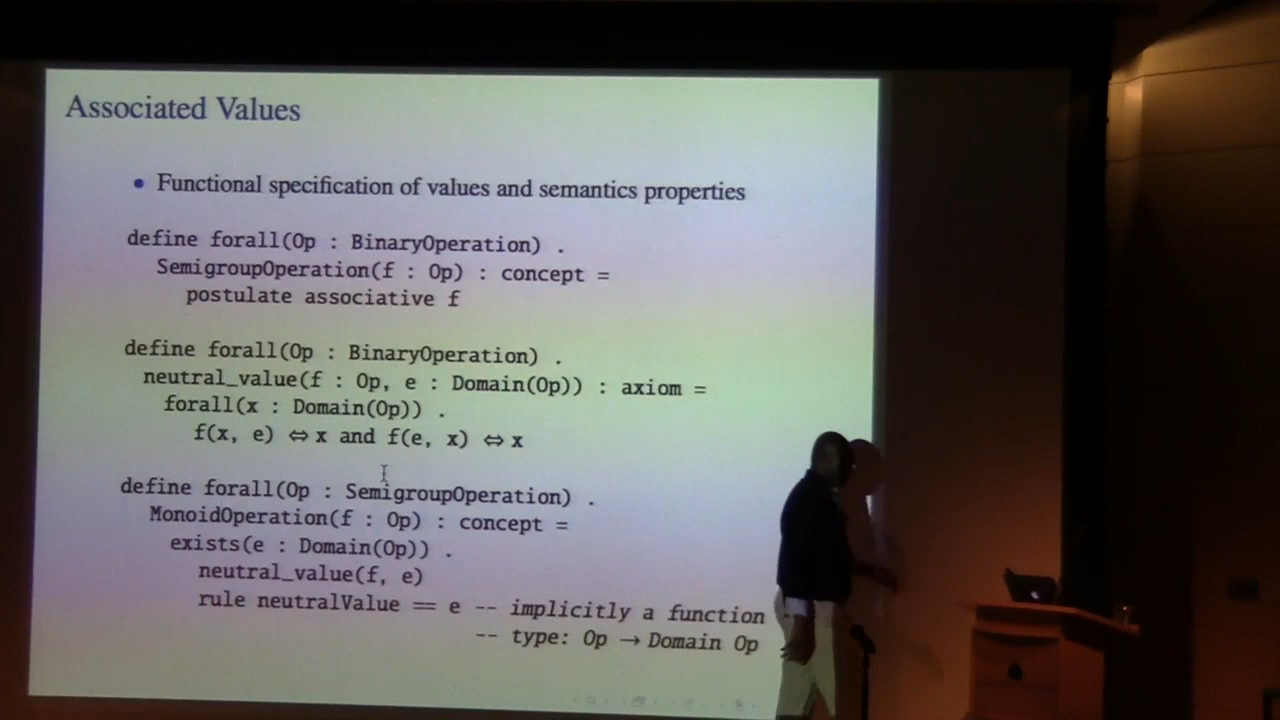 Associated Values
• Functional specification of values and semantics properties
define forall(Op : BinaryOperation) .
SemigroupOperation(f : Op) : concept =
postulate associative f
define forall(Op : BinaryOperation) .
neutral_value(f : Op, e : Domain(Op)) : axiom =
forall(x : Domain(Op)) .
f(x, e) ⇔ x and f(e, x) ⇔ x
define forall(Op : SemigroupOperation) .
MonoidOperation(f : Op) : concept =
exists(e : Domain(Op)) .
neutral_value(f, e)
rule neutralValue == e -- implicitly a function
-- type: Op → Domain Op